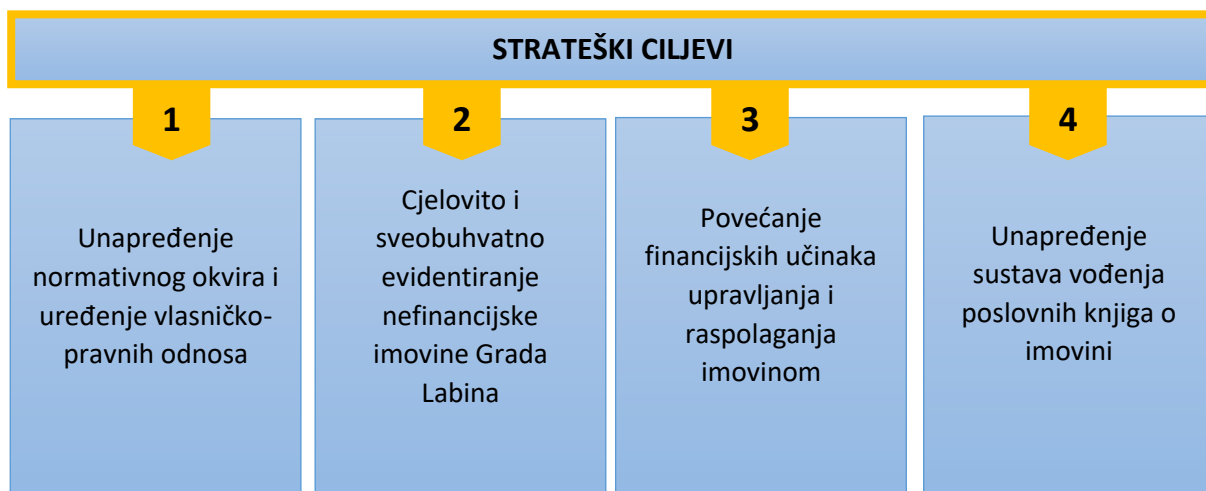 STRATEŠKI CILJEVI
1
Unapređenje
normativnog okvira i
uređenje vlasničko-
pravnih odnosa
2
Cjelovito i
sveobuhvatno
evidentiranje
nefinancijske
imovine Grada
Labina
3
Povećanje
financijskih učinaka
upravljanja i
raspolaganja
imovinom
4
Unapređenje
sustava vođenja
poslovnih knjiga o
imovini